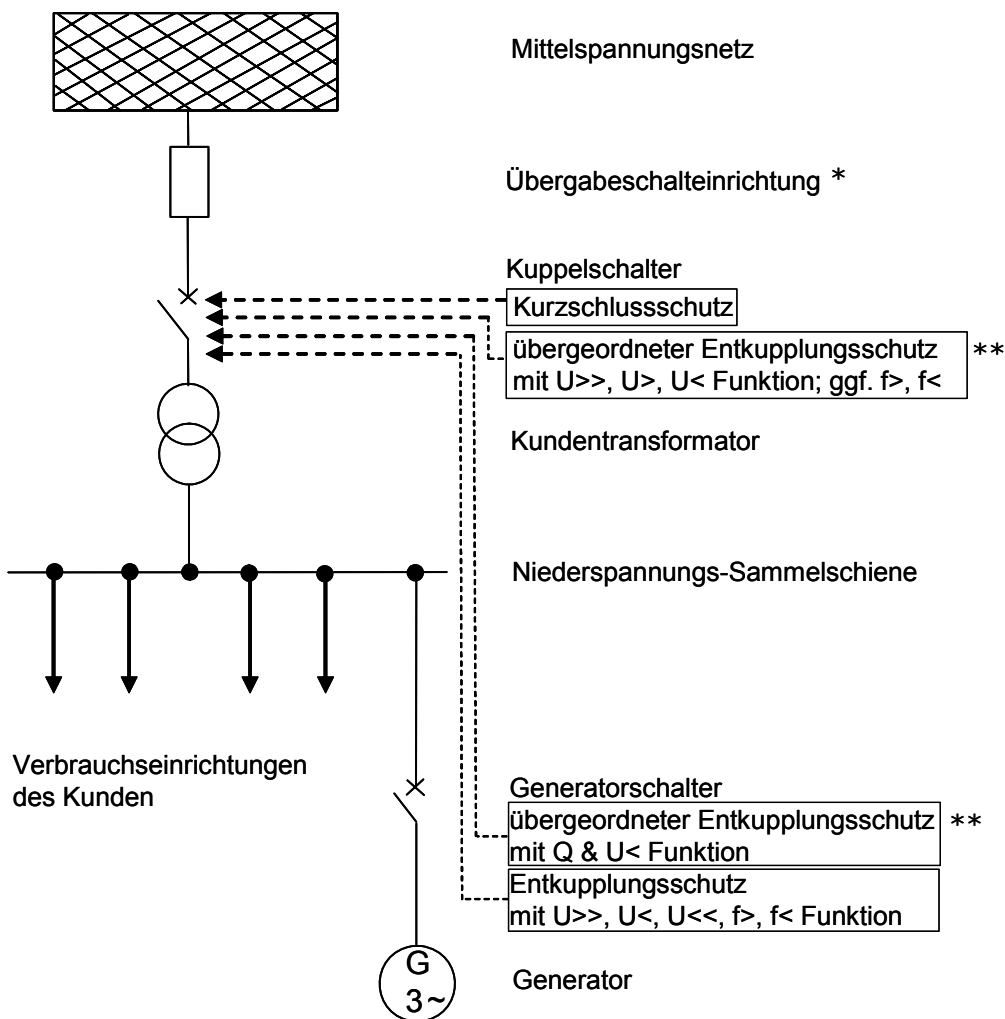 Mittelspannungsnetz
Übergabeschalteinrichtung *
Kuppelschalter
Kurzschlussschutz
übergeordneter Entkupplungsschutz **
mit U>>, U>, U< Funktion; ggf. f>, f<
Kundentransformator
Niederspannungs-Sammelschiene
Verbrauchseinrichtungen
des Kunden
Generatorschalter
übergeordneter Entkupplungsschutz **
mit Q & U< Funktion
Entkupplungsschutz
mit U>>, U<, U<<, f>, f< Funktion
G
3~
Generator